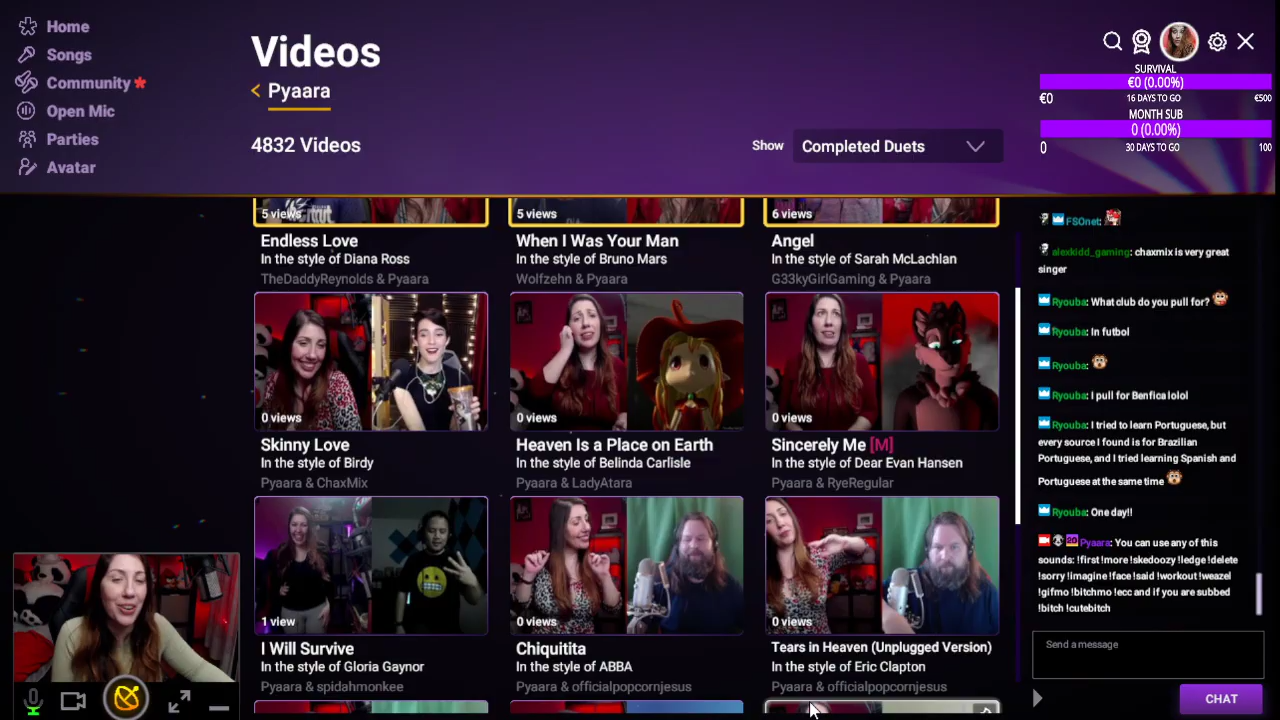 Home
Songs
Community *
Open Mic
Parties
Avatar
Videos
< Pyaara
4832 Videos
Show
Completed Duets
SURVIVAL
€0 (0.00%)
€0
16 DAYS TO GO
€500
MONTH SUB
0 (0.00%)
0
30 DAYS TO GO
100
5 views
5 views
6 views
Endless Love
In the style of Diana Ross
TheDaddyReynolds & Pyaara
When I Was Your Man
In the style of Bruno Mars
Wolfzehn & Pyaara
Angel
In the style of Sarah McLachlan
G33kyGirlGaming & Pyaara
0 views
0 views
0 views
Skinny Love
In the style of Birdy
Pyaara & ChaxMix
Heaven Is a Place on Earth
In the style of Belinda Carlisle
Pyaara & LadyAtara
Sincerely Me [M]
In the style of Dear Evan Hansen
Pyaara & RyeRegular
1 view
0 views
0 views
I Will Survive
In the style of Gloria Gaynor
Pyaara & spidahmonkee
Chiquitita
In the style of ABBA
Pyaara & officialpopcornjesus
Tears in Heaven (Unplugged Version)
In the style of Eric Clapton
Pyaara & officialpopcornjesus
FSOnet:
alexkidd_gaming: chaxmix is very great
singer
Ryouba: What club do you pull for?
Ryouba: In futbol
Ryouba:
Ryouba: I pull for Benfica lolol
Ryouba: I tried to learn Portuguese, but
every source I found is for Brazilian
Portuguese, and I tried learning Spanish and
Portuguese at the same time
Ryouba: One day!!
Pyaara: You can use any of this
sounds: !first !more !skedoozy !ledge !delete
!sorry !imagine !face !said !workout !weazel
!gifmo !bitchmo !ecc and if you are subbed
!bitch !cutebitch
Send a message
CHAT